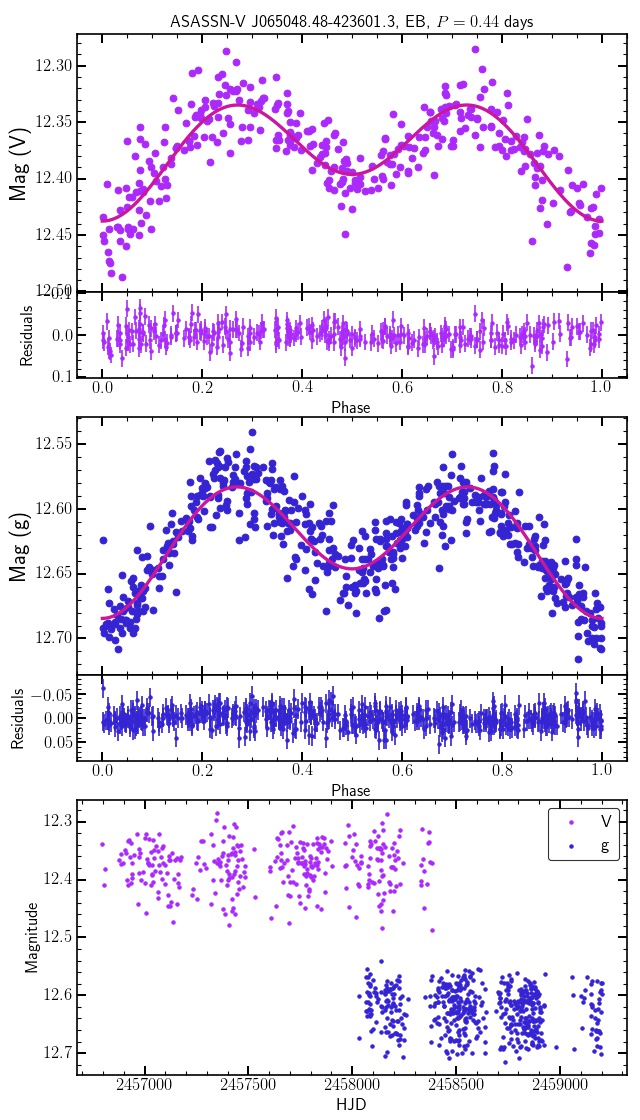 ASASSN-V J065048.48-423601.3, EB, P = 0.44 days
Mag (V)
12.30
12.35
12.40
12.45
12.50
Residuals
−0.1
0.0
0.1
0.0 0.2 0.4 0.6 0.8 1.0
Phase
Mag (g)
12.55
12.60
12.65
12.70
Residuals
−0.05
0.00
0.05
0.0 0.2 0.4 0.6 0.8 1.0
Phase
Magnitude
12.3
12.4
12.5
12.6
12.7
V
g
2457000 2457500 2458000 2458500 2459000
HJD